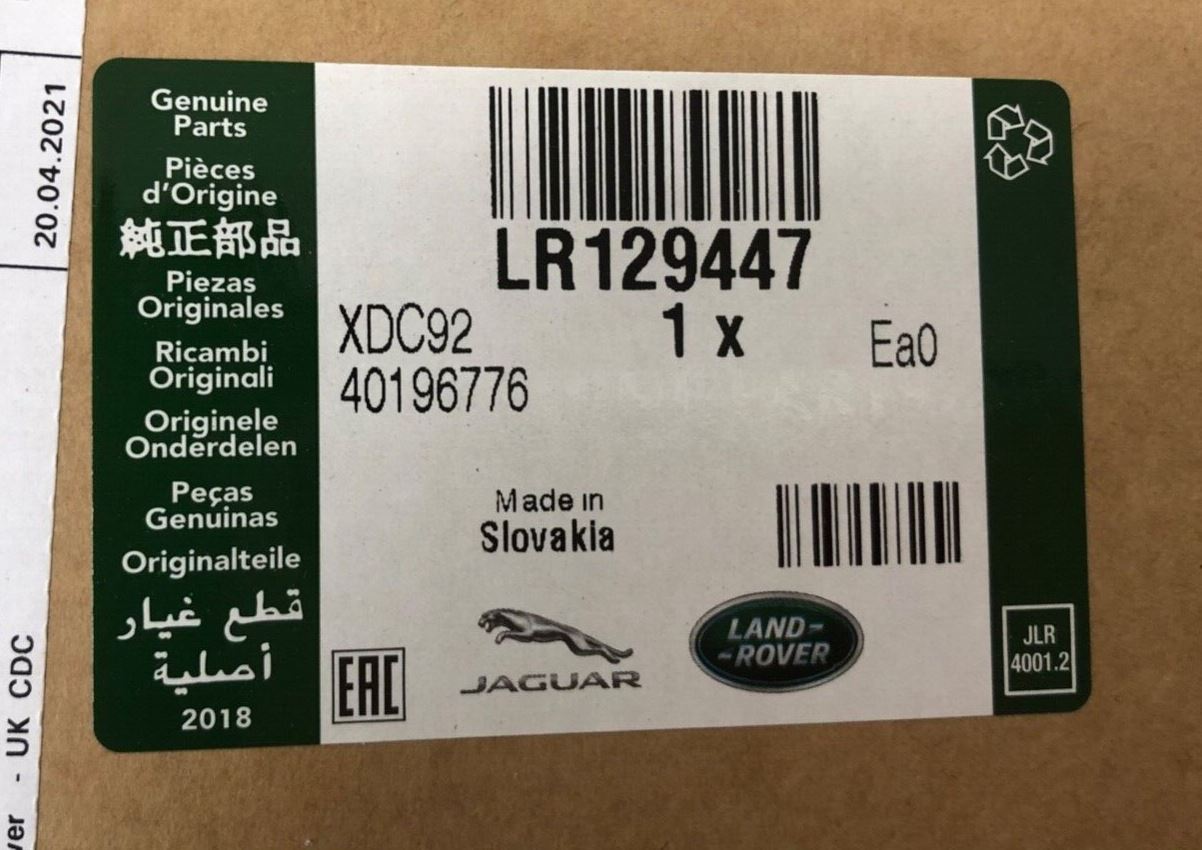 20.04.2021
ver - UK CDC
Genuine
Parts
Pièces
d'Origine
純正部品
Piezas
Originales
Ricambi
Originali
Originele
Onderdelen
Peças
Genuinas
Originalteile
قطع غيار
أصلية
2018
LR129447
1 x
XDC92
Ea0
40196776
Made in
Slovakia
EAC
JAGUAR
LAND-
-ROVER
JLR
4001.2